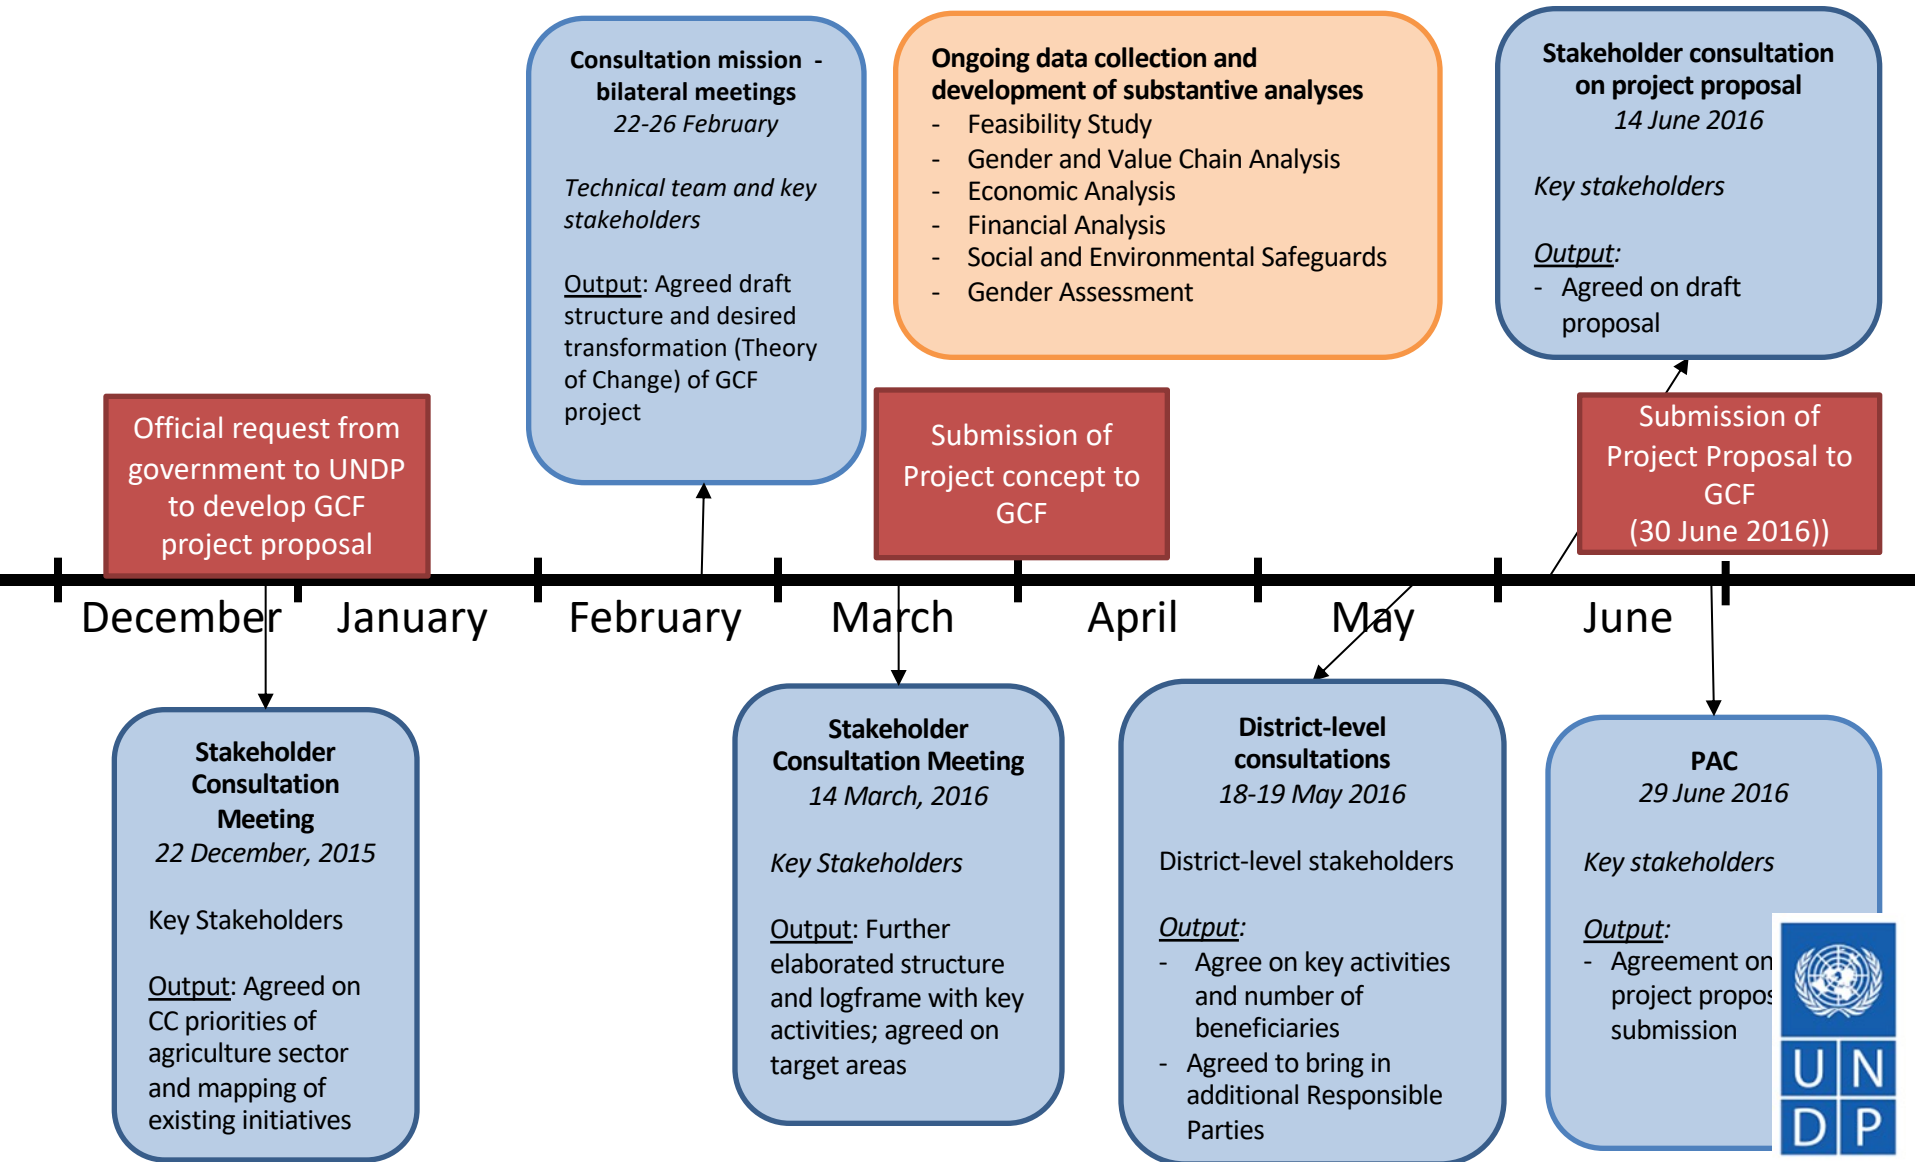 Consultation mission -
bilateral meetings
22-26 February
Technical team and key
stakeholders
Output: Agreed draft
structure and desired
transformation (Theory
of Change) of GCF
project
Ongoing data collection and
development of substantive analyses
- Feasibility Study
- Gender and Value Chain Analysis
- Economic Analysis
- Financial Analysis
- Social and Environmental Safeguards
- Gender Assessment
Stakeholder consultation
on project proposal
14 June 2016
Key stakeholders
Output:
- Agreed on draft
proposal
Official request from
government to UNDP
to develop GCF
project proposal
Submission of
Project concept to
GCF
Submission of
Project Proposal to
GCF
(30 June 2016))
December
January
February
March
April
May
June
Stakeholder
Consultation
Meeting
22 December, 2015
Key Stakeholders
Output: Agreed on
CC priorities of
agriculture sector
and mapping of
existing initiatives
Stakeholder
Consultation Meeting
14 March, 2016
Key Stakeholders
Output: Further
elaborated structure
and logframe with key
activities; agreed on
target areas
District-level
consultations
18-19 May 2016
District-level stakeholders
Output:
- Agree on key activities
and number of
beneficiaries
- Agreed to bring in
additional Responsible
Parties
PAC
29 June 2016
Key stakeholders
Output:
- Agreement on
project propos
submission
U N
D P